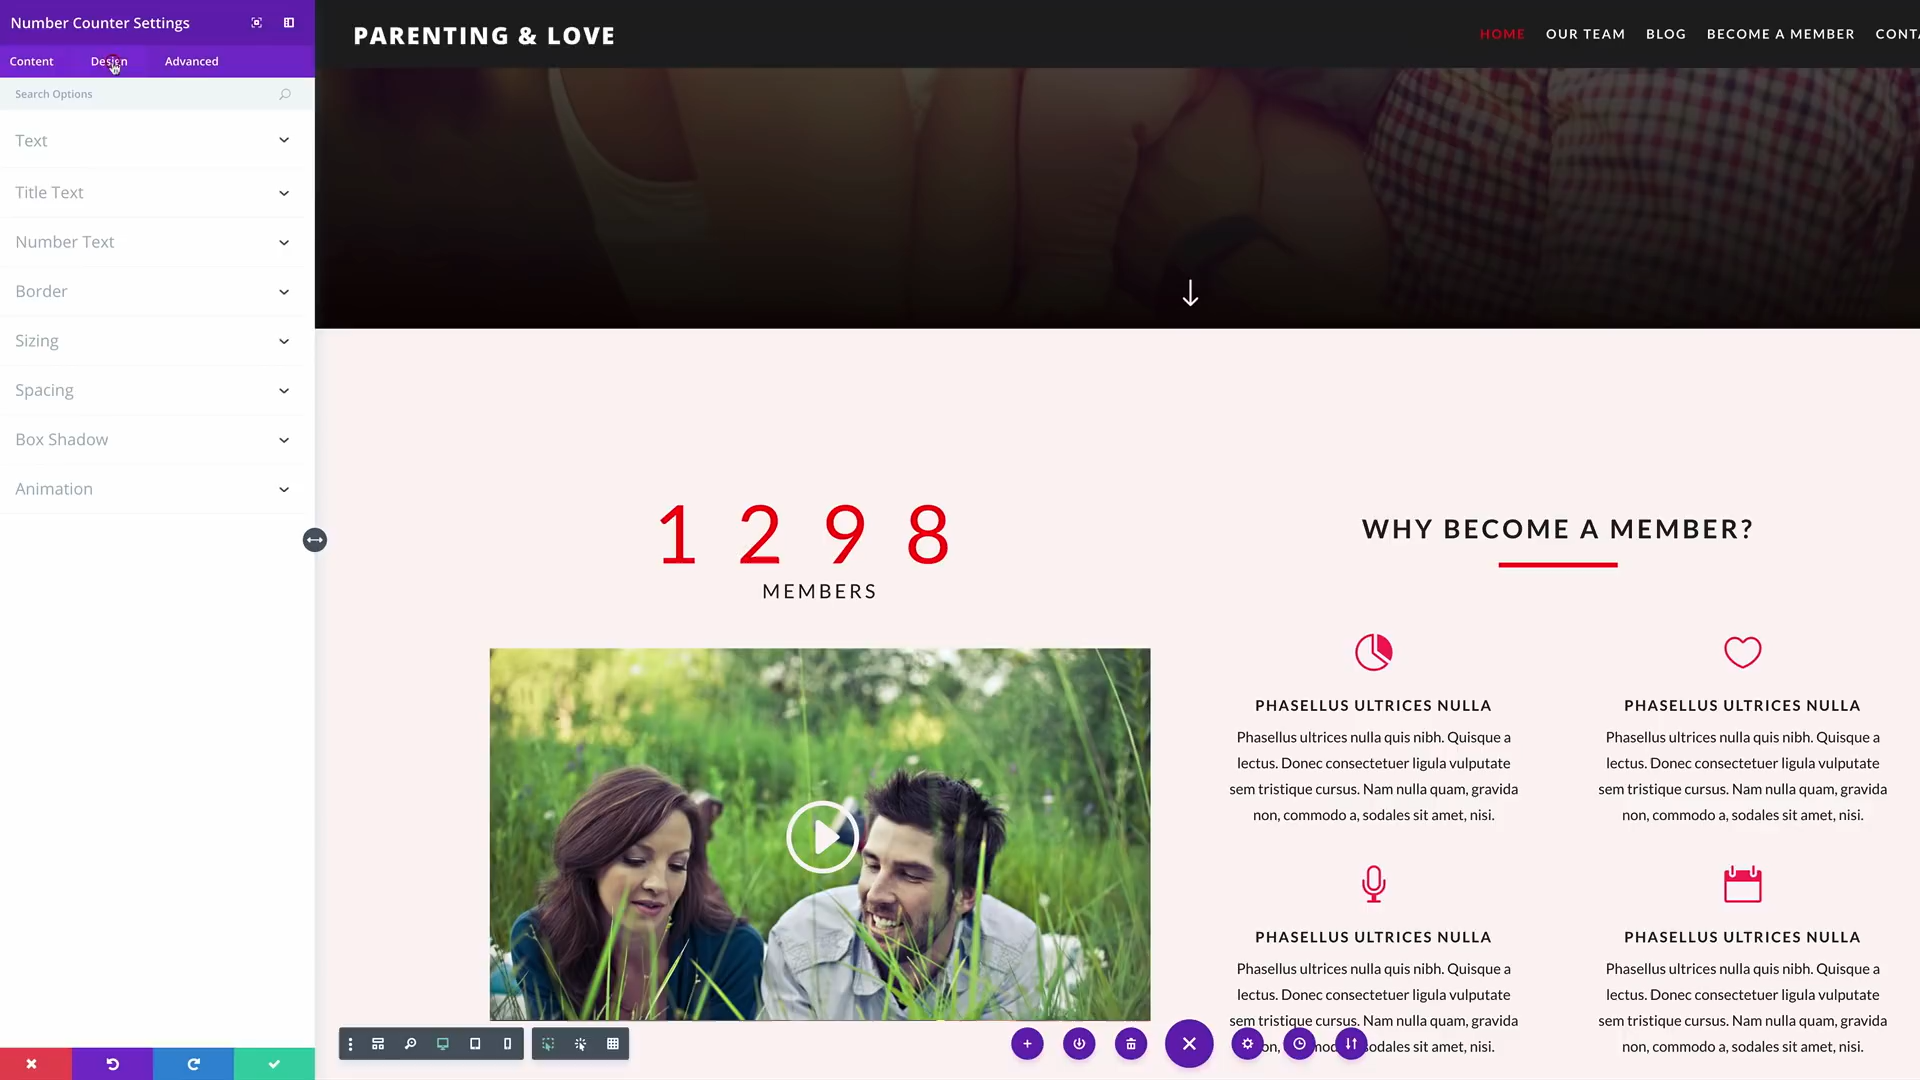 Number Counter Settings
Content
Design
Advanced
Search Options
Text
Title Text
Number Text
Border
Sizing
Spacing
Box Shadow
Animation
PARENTING & LOVE
HOME
OUR TEAM
BLOG
BECOME A MEMBER
CONTA
1298
MEMBERS
WHY BECOME A MEMBER?
PHASELLUS ULTRICES NULLA
Phasellus ultrices nulla quis nibh. Quisque a
lectus. Donec consectetuer ligula vulputate
sem tristique cursus. Nam nulla quam, gravida
non, commodo a, sodales sit amet, nisi.
PHASELLUS ULTRICES NULLA
Phasellus ultrices nulla quis nibh. Quisque a
lectus. Donec consectetuer ligula vulputate
sem tristique cursus. Nam nulla quam, gravida
non, commodo a, sodales sit amet, nisi.
PHASELLUS ULTRICES NULLA
Phasellus ultrices nulla quis nibh. Quisque a
lectus. Donec consectetuer ligula vulputate
sem tristique cursus. Nam nulla quam, gravida
sodales sit amet, nisi.
PHASELLUS ULTRICES NULLA
Phasellus ultrices nulla quis nibh. Quisque a
lectus. Donec consectetuer ligula vulputate
sem tristique cursus. Nam nulla quam, gravida
non, commodo a, sodales sit amet, nisi.